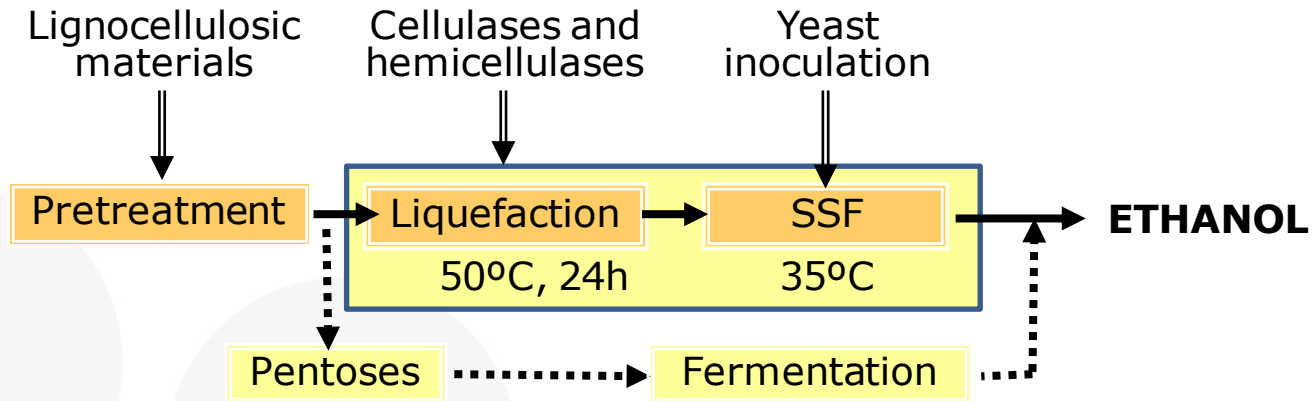 Lignocellulosic
materials
Cellulases and
hemicellulases
Yeast
inoculation
Pretreatment
Liquefaction
SSF
ETHANOL
50ºC, 24h
35ºC
Pentoses
Fermentation